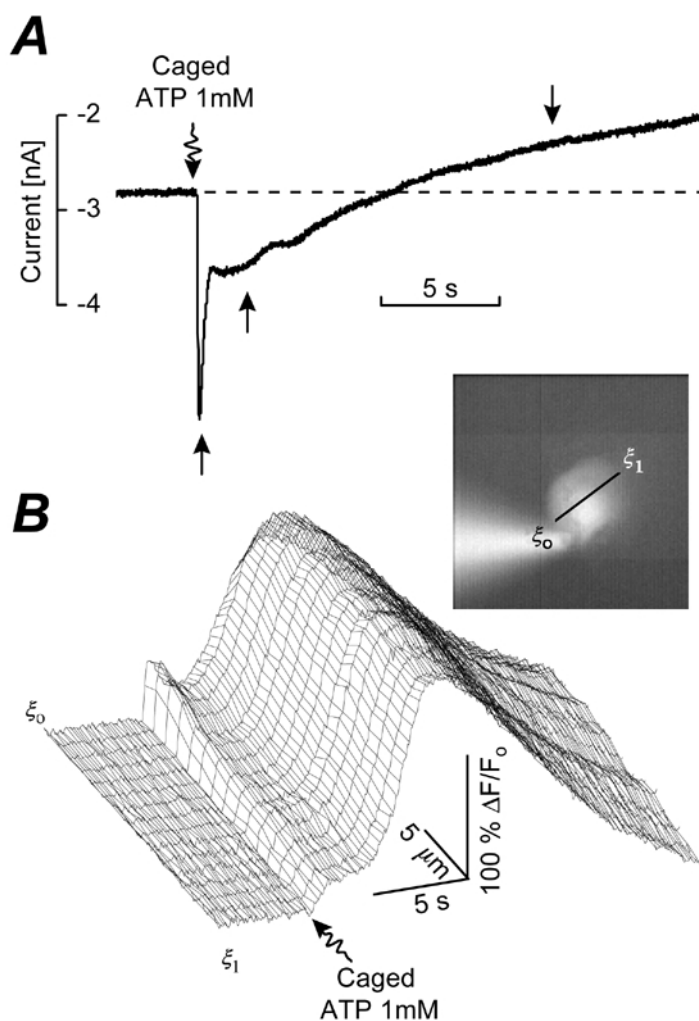 A
Caged
ATP 1mM
Current [nA]
-2
-3
-4
5 s
ξ1
ξo
B
ξo
ξ1
100 % ΔF/Fo
5 μm
5 s
Caged
ATP 1mM